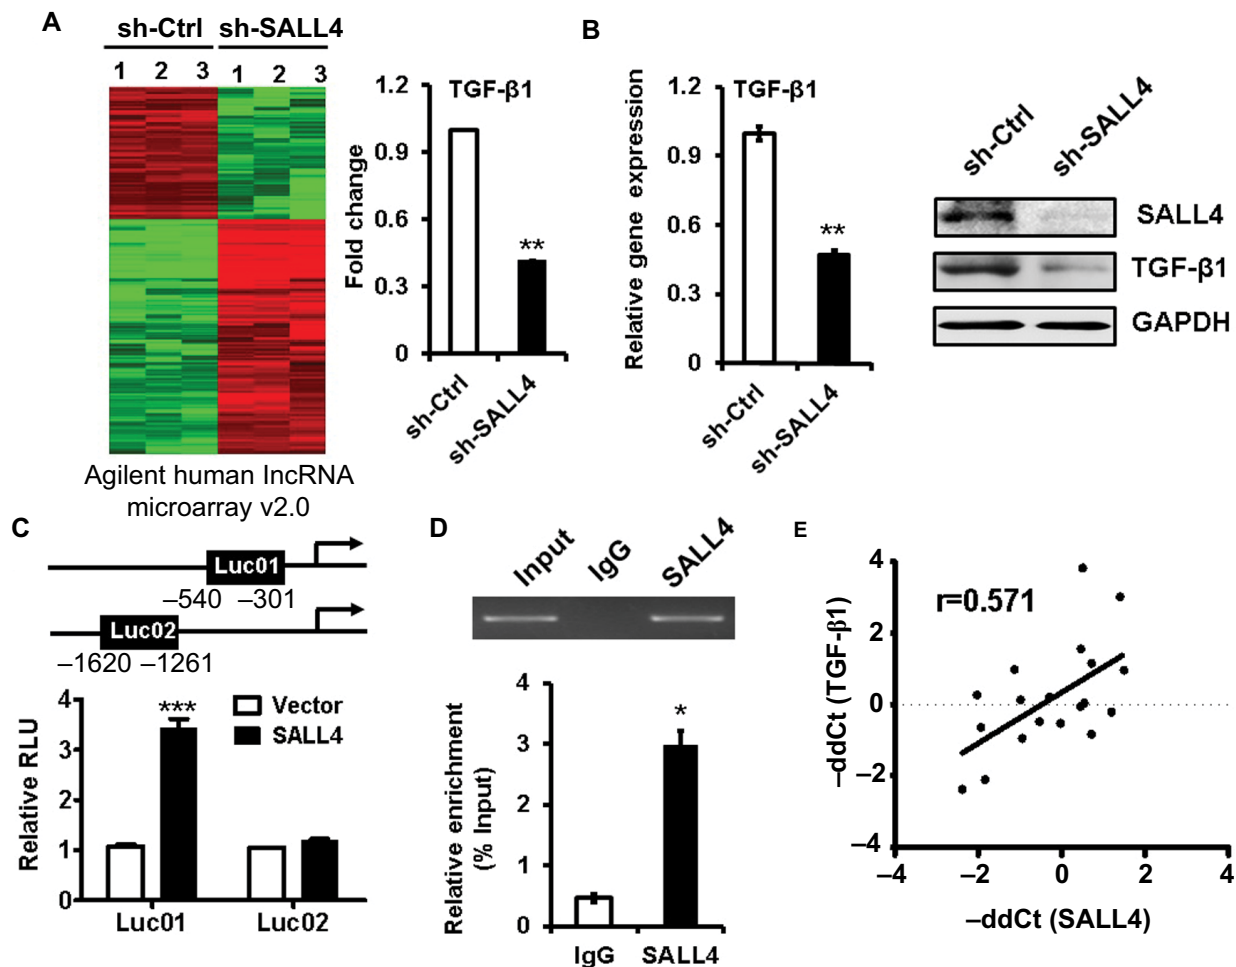 A
sh-Ctrl sh-SALL4
1 2 3 1 2 3
Agilent human lncRNA
microarray v2.0
Fold change
1.2
0.9
0.6
0.3
0
TGF-β1
**
sh-Ctrl
sh-SALL4
B
Relative gene expression
1.2
0.9
0.6
0.3
0
TGF-β1
**
sh-Ctrl
sh-SALL4
sh-Ctrl
sh-SALL4
SALL4
TGF-β1
GAPDH
C
Luc01
–540 –301
Luc02
–1620 –1261
Relative RLU
4
3
2
1
0
***
Vector
SALL4
Luc01 Luc02
D
Input IgG SALL4
Relative enrichment
(% Input)
4
3
2
1
0
*
IgG SALL4
E
–ddCt (TGF-β1)
4
2
0
–2
–4
r=0.571
–4 –2 0 2 4
–ddCt (SALL4)